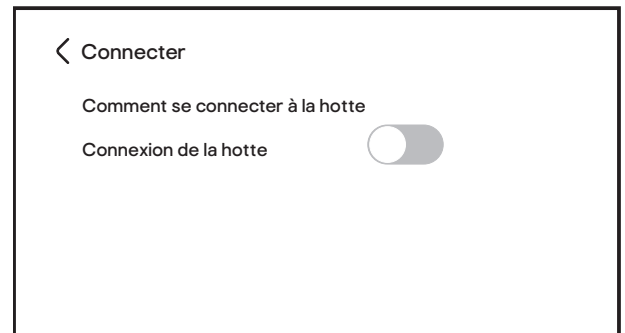 Connecter
Comment se connecter à la hotte
Connexion de la hotte